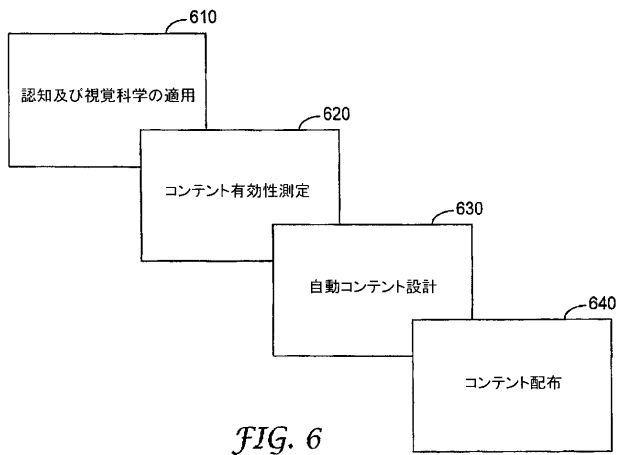 610
認知及び視覚科学の適用
620
コンテント有効性測定
630
自動コンテント設計
640
コンテント配布
FIG. 6